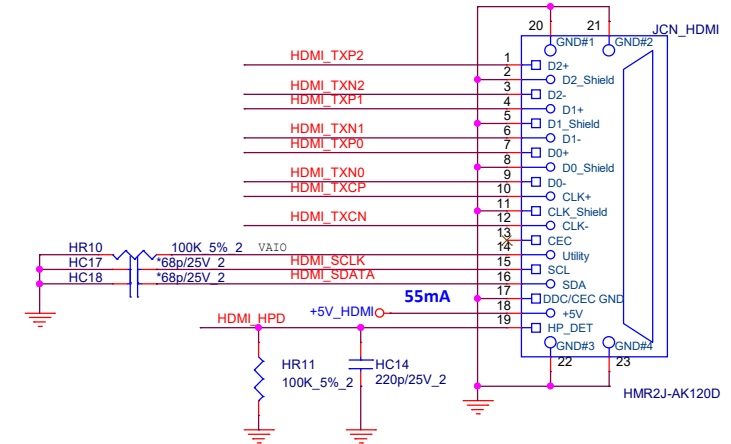 20 21 JCN_HDMI
GND#1 GND#2
HDMI_TXP2 1 D2+
2 D2_Shield
HDMI_TXN2 3 D2-
HDMI_TXP1 4 D1+
5 D1_Shield
HDMI_TXN1 6 D1-
HDMI_TXP0 7 D0+
8 D0_Shield
HDMI_TXN0 9 D0-
HDMI_TXCP 10 CLK+
11 CLK_Shield
HDMI_TXCN 12 CLK-
13 CEC
HR10 100K_5%_2 VAIO 14 Utility
HC17 *68p/25V_2 HDMI_SCLK 15 SCL
HC18 *68p/25V_2 HDMI_SDATA 16 SDA
55mA 17 DDC/CEC GND
+5V_HDMI 18 +5V
HDMI_HPD 19 HP_DET
GND#3 GND#4
22 23
HR11 HC14
100K_5%_2 220p/25V_2
HMR2J-AK120D